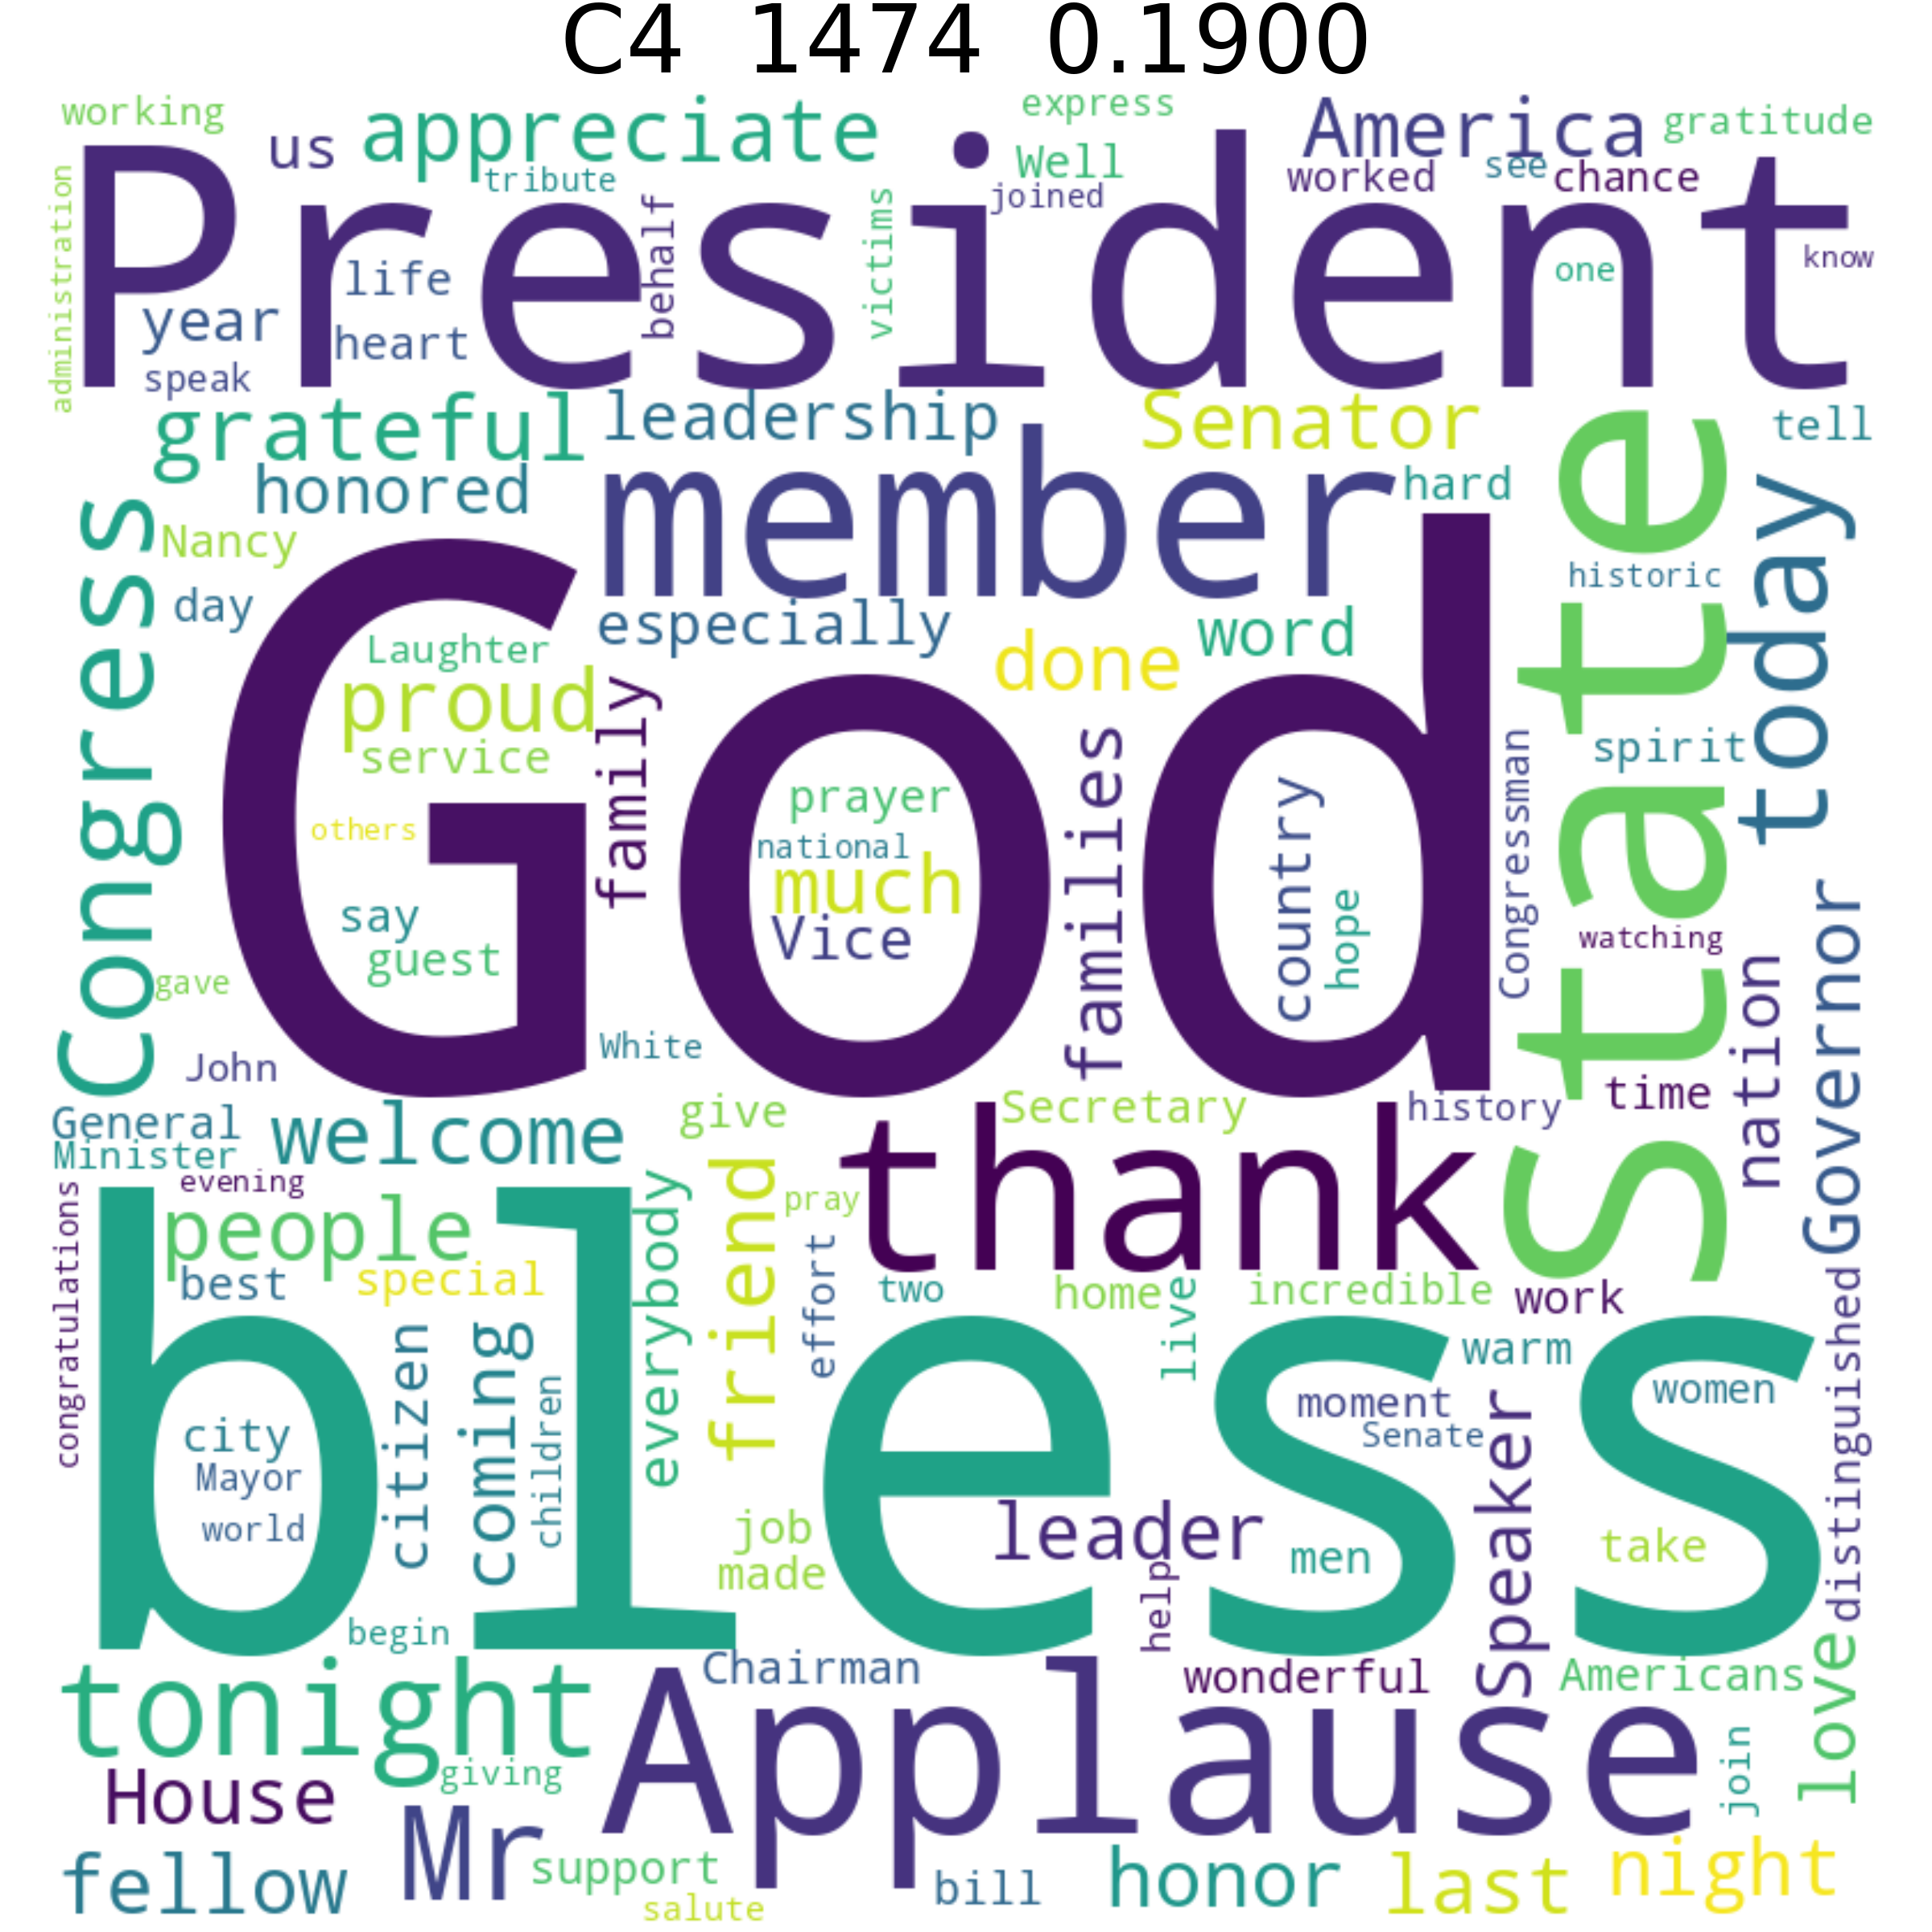 C4 1474 0.1900
working
us
appreciate
express
America
gratitude
tribute
Well
worked
see
chance
joined
administration
President
behalf
victims
life
one
know
year
heart
speak
grateful
leadership
Senator
tell
honored
member
hard
state
today
Congress
Nancy
day
God
especially
word
done
historic
Laughter
proud
service
family
families
spirit
prayer
others
national
much
country
Congressman
say
Vice
hope
guest
watching
gave
White
nation
Governor
John
General
welcome
give
Secretary
history
time
Minister
evening
thank
people
everybody
friend
pray
congratulations
best
special
effort
two
home
live
incredible
work
bless
warm
city
citizen
coming
children
moment
women
Senate
Speaker
distinguished
Mayor
world
job
leader
men
take
made
help
begin
tonight
Chairman
wonderful
Americans
love
Applause
House
giving
join
Mr
fellow
support
bill
honor
last
night
salute